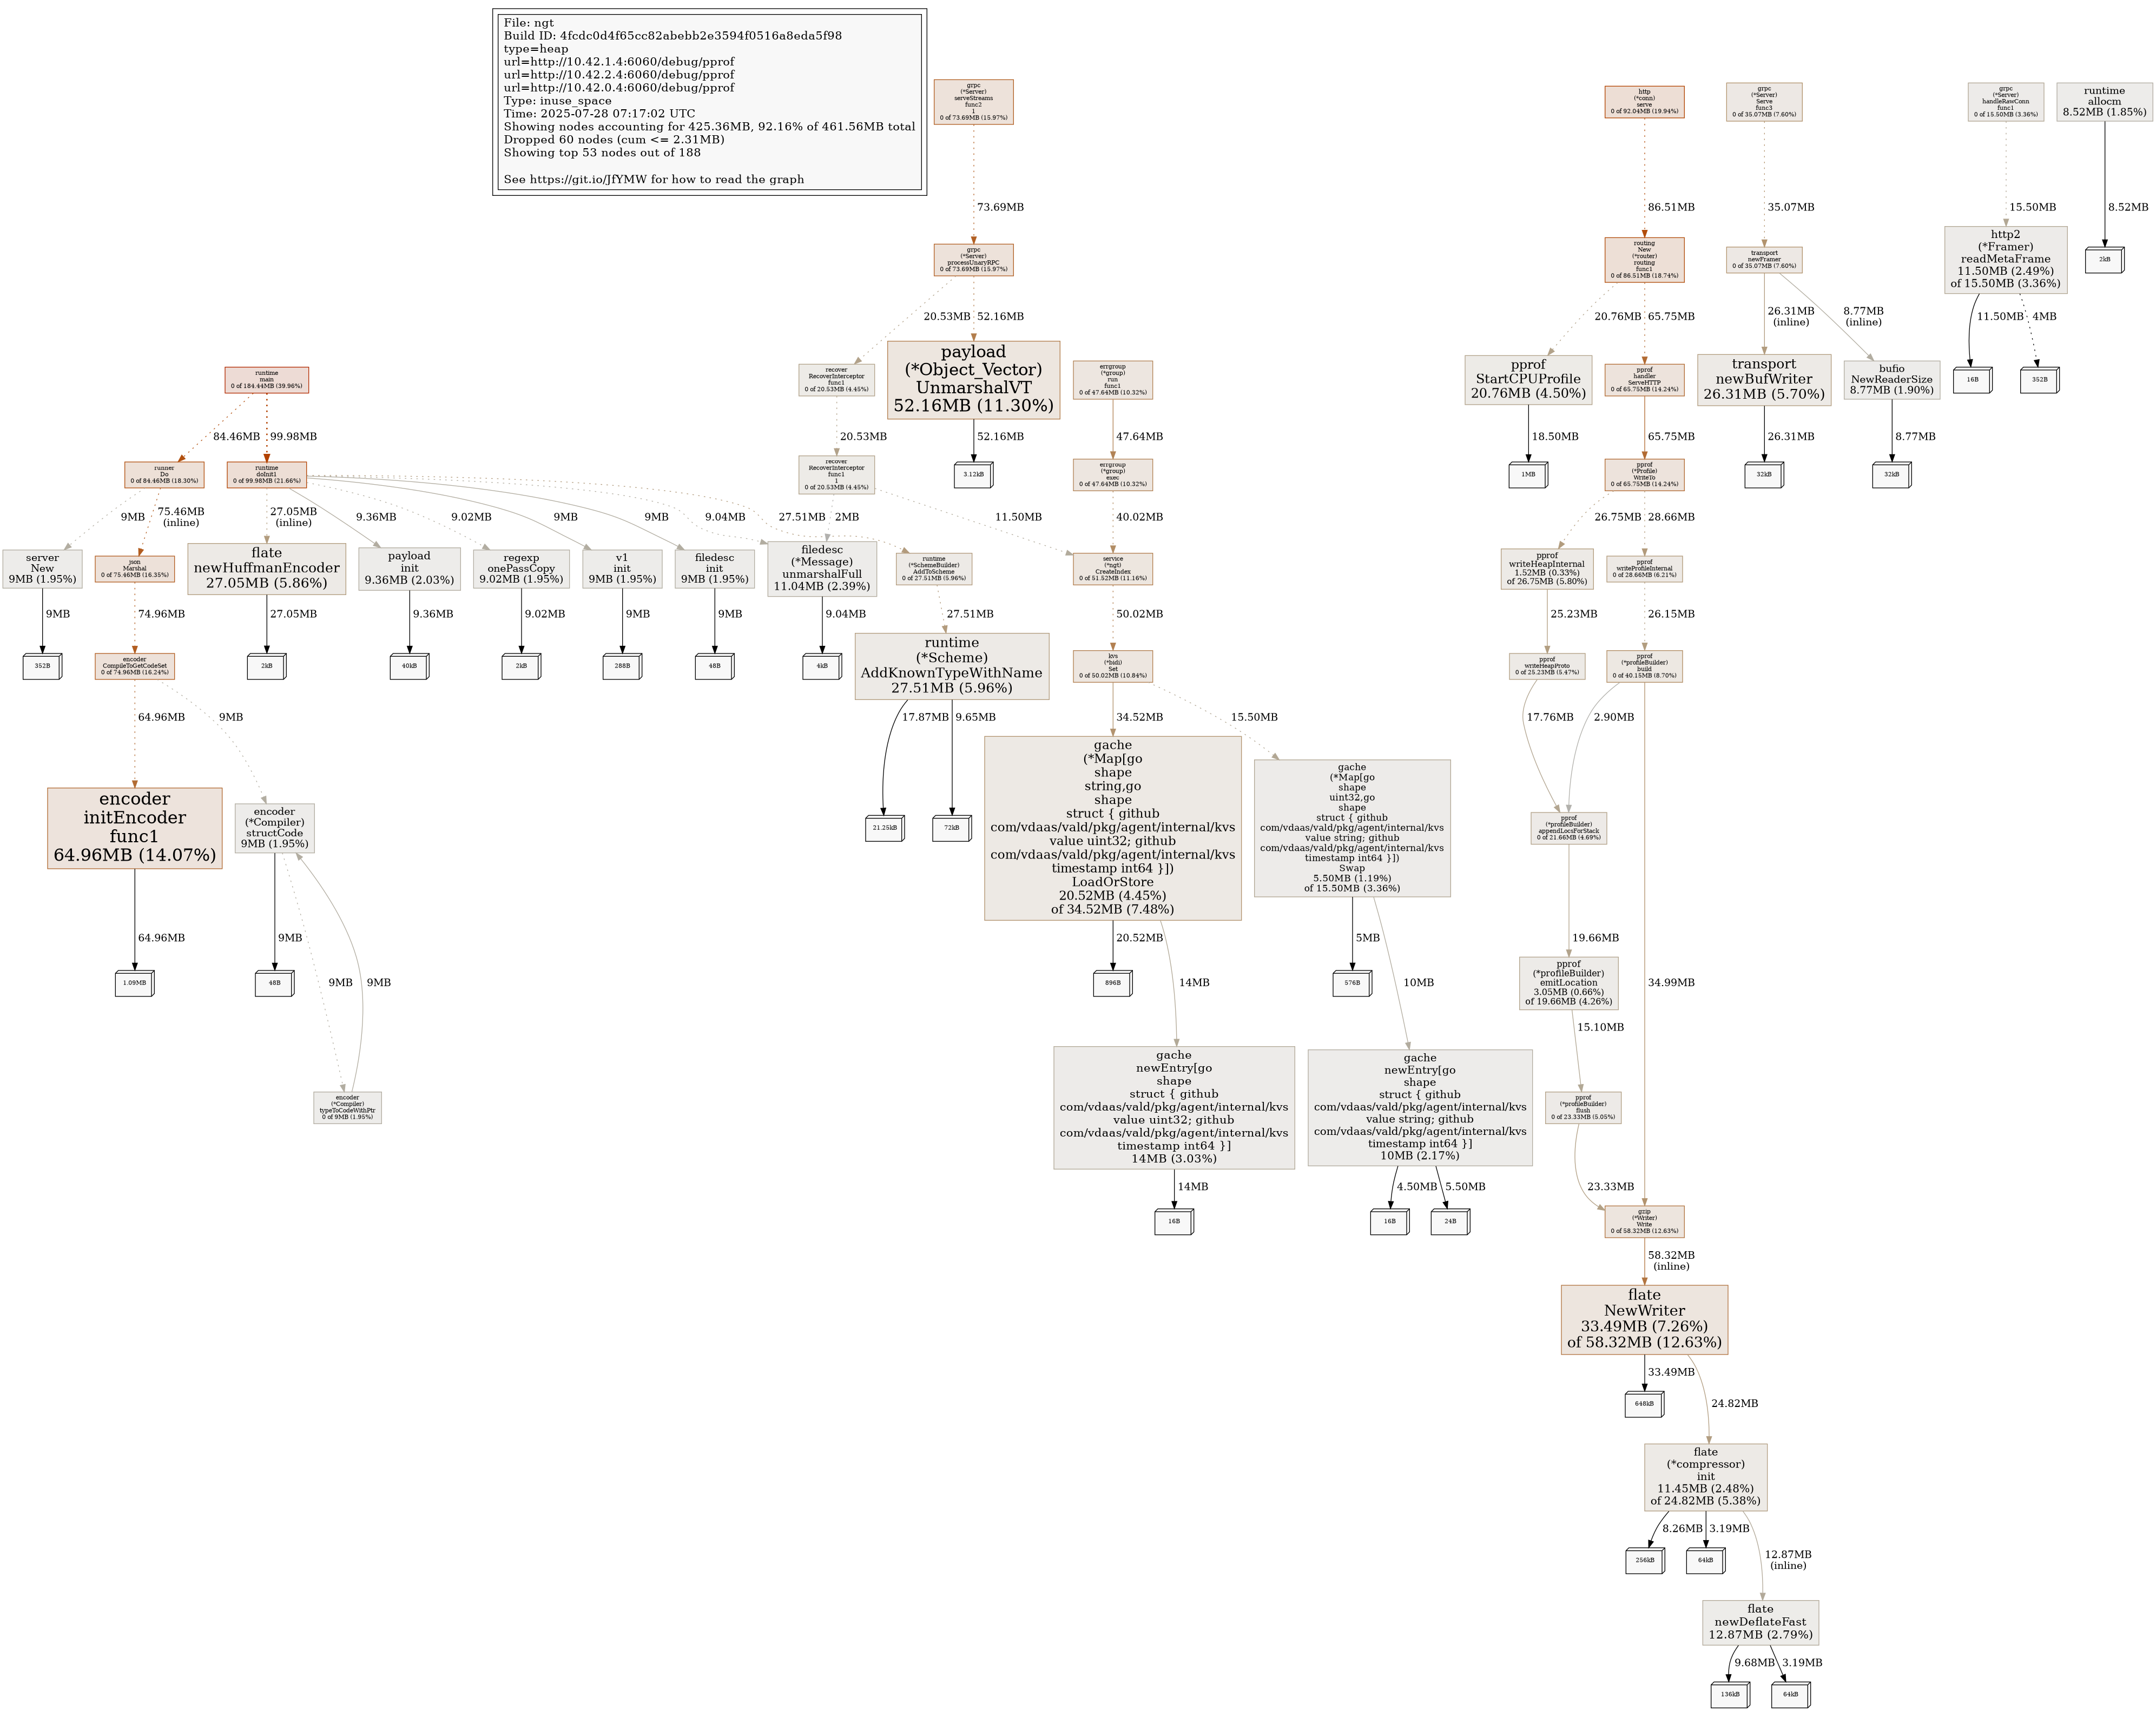 File: ngt
Build ID: 4fcdc0d4f65cc82abebb2e3594f0516a8eda5f98
type=heap
url=http://10.42.1.4:6060/debug/pprof
url=http://10.42.2.4:6060/debug/pprof
url=http://10.42.0.4:6060/debug/pprof
Type: inuse_space
Time: 2025-07-28 07:17:02 UTC
Showing nodes accounting for 425.36MB, 92.16% of 461.56MB total
Dropped 60 nodes (cum <= 2.31MB)
Showing top 53 nodes out of 188
See https://git.io/JfYMW for how to read the graph
grpc
(*Server)
serveStreams
func2
1
0 of 73.69MB (15.97%)
http
(*conn)
serve
0 of 92.04MB (19.94%)
grpc
(*Server)
Serve
func3
0 of 35.07MB (7.60%)
grpc
(*Server)
handleRawConn
func1
0 of 15.50MB (3.36%)
runtime
allocm
8.52MB (1.85%)
73.69MB
86.51MB
35.07MB
15.50MB
8.52MB
grpc
(*Server)
processUnaryRPC
0 of 73.69MB (15.97%)
routing
New
(*router)
routing
func1
0 of 86.51MB (18.74%)
transport
newFramer
0 of 35.07MB (7.60%)
http2
(*Framer)
readMetaFrame
11.50MB (2.49%)
of 15.50MB (3.36%)
2kB
20.53MB
52.16MB
20.76MB
65.75MB
26.31MB
(inline)
8.77MB
(inline)
11.50MB
4MB
runtime
main
0 of 184.44MB (39.96%)
recover
RecoverInterceptor
func1
0 of 20.53MB (4.45%)
payload
(*Object_Vector)
UnmarshalVT
52.16MB (11.30%)
errgroup
(*group)
run
func1
0 of 47.64MB (10.32%)
pprof
StartCPUProfile
20.76MB (4.50%)
pprof
handler
ServeHTTP
0 of 65.75MB (14.24%)
transport
newBufWriter
26.31MB (5.70%)
bufio
NewReaderSize
8.77MB (1.90%)
16B
352B
84.46MB
99.98MB
20.53MB
52.16MB
47.64MB
18.50MB
65.75MB
26.31MB
8.77MB
runner
Do
0 of 84.46MB (18.30%)
runtime
doInit1
0 of 99.98MB (21.66%)
recover
RecoverInterceptor
func1
1
0 of 20.53MB (4.45%)
3.12kB
errgroup
(*group)
exec
0 of 47.64MB (10.32%)
1MB
pprof
(*Profile)
WriteTo
0 of 65.75MB (14.24%)
32kB
32kB
9MB
75.46MB
(inline)
27.05MB
(inline)
9.36MB
9.02MB
9MB
9MB
9.04MB
27.51MB
2MB
11.50MB
40.02MB
26.75MB
28.66MB
server
New
9MB (1.95%)
json
Marshal
0 of 75.46MB (16.35%)
flate
newHuffmanEncoder
27.05MB (5.86%)
payload
init
9.36MB (2.03%)
regexp
onePassCopy
9.02MB (1.95%)
v1
init
9MB (1.95%)
filedesc
init
9MB (1.95%)
filedesc
(*Message)
unmarshalFull
11.04MB (2.39%)
runtime
(*SchemeBuilder)
AddToScheme
0 of 27.51MB (5.96%)
service
(*ngt)
CreateIndex
0 of 51.52MB (11.16%)
pprof
writeHeapInternal
1.52MB (0.33%)
of 26.75MB (5.80%)
pprof
writeProfileInternal
0 of 28.66MB (6.21%)
9MB
74.96MB
27.05MB
9.36MB
9.02MB
9MB
9MB
9.04MB
27.51MB
50.02MB
25.23MB
26.15MB
352B
encoder
CompileToGetCodeSet
0 of 74.96MB (16.24%)
2kB
40kB
2kB
288B
48B
4kB
runtime
(*Scheme)
AddKnownTypeWithName
27.51MB (5.96%)
kvs
(*bidi)
Set
0 of 50.02MB (10.84%)
pprof
writeHeapProto
0 of 25.23MB (5.47%)
pprof
(*profileBuilder)
build
0 of 40.15MB (8.70%)
64.96MB
9MB
17.87MB
9.65MB
34.52MB
15.50MB
17.76MB
2.90MB
encoder
initEncoder
func1
64.96MB (14.07%)
encoder
(*Compiler)
structCode
9MB (1.95%)
21.25kB
72kB
gache
(*Map[go
shape
string,go
shape
struct { github
com/vdaas/vald/pkg/agent/internal/kvs
value uint32; github
com/vdaas/vald/pkg/agent/internal/kvs
timestamp int64 }])
LoadOrStore
20.52MB (4.45%)
of 34.52MB (7.48%)
gache
(*Map[go
shape
uint32,go
shape
struct { github
com/vdaas/vald/pkg/agent/internal/kvs
value string; github
com/vdaas/vald/pkg/agent/internal/kvs
timestamp int64 }])
Swap
5.50MB (1.19%)
of 15.50MB (3.36%)
pprof
(*profileBuilder)
appendLocsForStack
0 of 21.66MB (4.69%)
64.96MB
9MB
9MB
9MB
20.52MB
14MB
5MB
10MB
19.66MB
34.99MB
1.09MB
48B
896B
576B
pprof
(*profileBuilder)
emitLocation
3.05MB (0.66%)
of 19.66MB (4.26%)
15.10MB
encoder
(*Compiler)
typeToCodeWithPtr
0 of 9MB (1.95%)
gache
newEntry[go
shape
struct { github
com/vdaas/vald/pkg/agent/internal/kvs
value uint32; github
com/vdaas/vald/pkg/agent/internal/kvs
timestamp int64 }]
14MB (3.03%)
gache
newEntry[go
shape
struct { github
com/vdaas/vald/pkg/agent/internal/kvs
value string; github
com/vdaas/vald/pkg/agent/internal/kvs
timestamp int64 }]
10MB (2.17%)
pprof
(*profileBuilder)
flush
0 of 23.33MB (5.05%)
14MB
4.50MB
5.50MB
23.33MB
16B
16B
24B
gzip
(*Writer)
Write
0 of 58.32MB (12.63%)
58.32MB
(inline)
flate
NewWriter
33.49MB (7.26%)
of 58.32MB (12.63%)
33.49MB
24.82MB
648kB
flate
(*compressor)
init
11.45MB (2.48%)
of 24.82MB (5.38%)
8.26MB
3.19MB
12.87MB
(inline)
256kB
64kB
flate
newDeflateFast
12.87MB (2.79%)
9.68MB
3.19MB
136kB
64kB